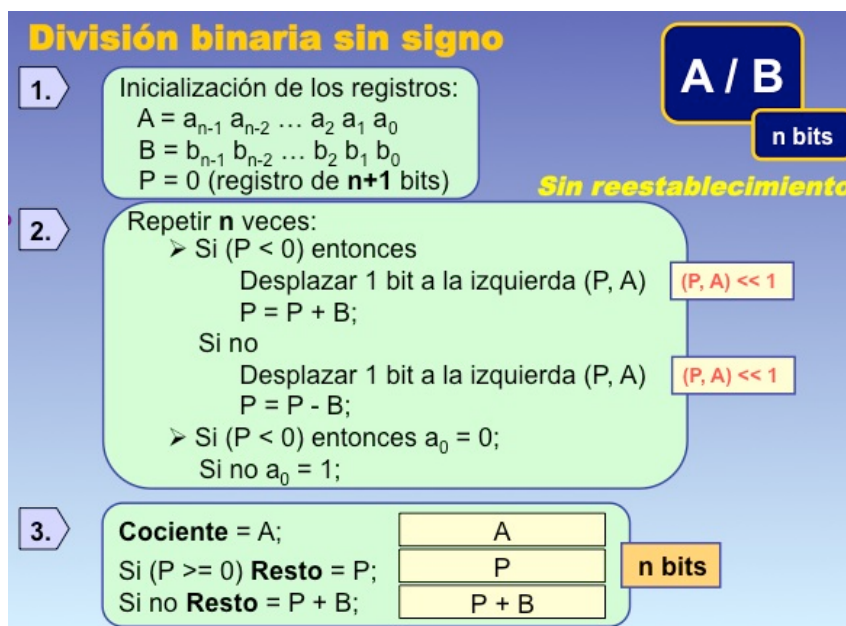 División binaria sin signo
A / B
n bits
Sin reestablecimiento
1.
Inicialización de los registros:
A = aₙ₋₁ aₙ₋₂ … a₂ a₁ a₀
B = bₙ₋₁ bₙ₋₂ … b₂ b₁ b₀
P = 0 (registro de n+1 bits)
2.
Repetir n veces:
➢ Si (P < 0) entonces
Desplazar 1 bit a la izquierda (P, A) (P, A) << 1
P = P + B;
Si no
Desplazar 1 bit a la izquierda (P, A) (P, A) << 1
P = P - B;
➢ Si (P < 0) entonces a₀ = 0;
Si no a₀ = 1;
3.
Cociente = A; A
Si (P >= 0) Resto = P; P
Si no Resto = P + B; P + B
n bits